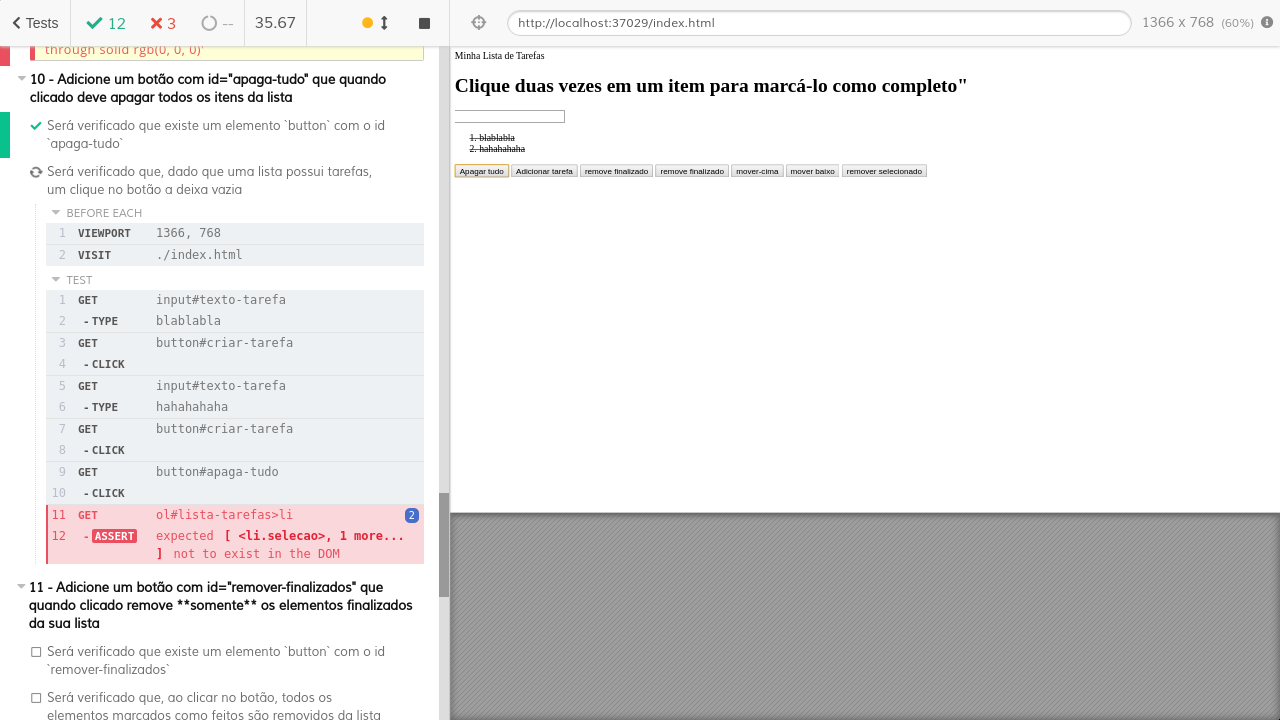 Tests
12
3
--
35.67
http://localhost:37029/index.html
1366 x 768 (60%)
through solid rgb(0, 0, 0)'
10 - Adicione um botão com id="apaga-tudo" que quando
clicado deve apagar todos os itens da lista
Será verificado que existe um elemento `button` com o id
`apaga-tudo`
Será verificado que, dado que uma lista possui tarefas,
um clique no botão a deixa vazia
BEFORE EACH
1 VIEWPORT 1366, 768
2 VISIT ./index.html
TEST
1 GET input#texto-tarefa
2 -TYPE blablabla
3 GET button#criar-tarefa
4 -CLICK
5 GET input#texto-tarefa
6 -TYPE hahahahaha
7 GET button#criar-tarefa
8 -CLICK
9 GET button#apaga-tudo
10 -CLICK
11 GET ol#lista-tarefas>li 2
12 -ASSERT expected [ <li.selecao>, 1 more...
] not to exist in the DOM
11 - Adicione um botão com id="remover-finalizados" que
quando clicado remove **somente** os elementos finalizados
da sua lista
Será verificado que existe um elemento `button` com o id
`remover-finalizados`
Será verificado que, ao clicar no botão, todos os
elementos marcados como feitos são removidos da lista
Minha Lista de Tarefas
Clique duas vezes em um item para marcá-lo como completo"
1. blablabla
2. hahahahaha
Apagar tudo Adicionar tarefa remove finalizado remove finalizado mover-cima mover baixo remover selecionado